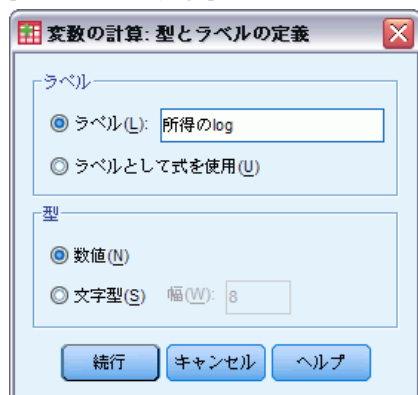 変数の計算: 型とラベルの定義
ラベル
ラベル(L): 所得のlog
ラベルとして式を使用(U)
型
数値(N)
文字型(S) 幅(W): 8
続行 キャンセル ヘルプ